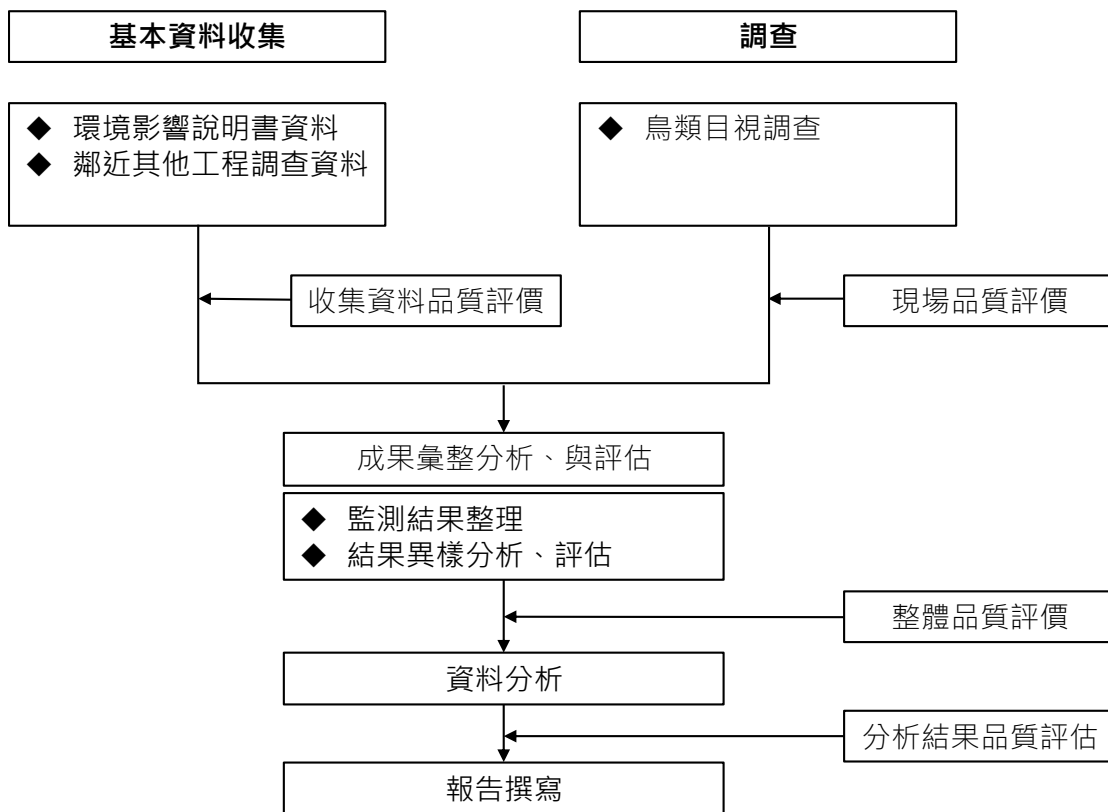 基本資料收集
調查
◆ 環境影響說明書資料
◆ 鄰近其他工程調查資料
◆ 鳥類目視調查
收集資料品質評價
現場品質評價
成果彙整分析、與評估
◆ 監測結果整理
◆ 結果異樣分析、評估
整體品質評價
資料分析
分析結果品質評估
報告撰寫